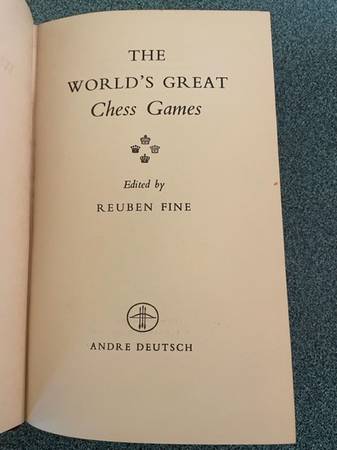 THE
WORLD'S GREAT
Chess Games
Edited by
REUBEN FINE
ANDRE DEUTSCH